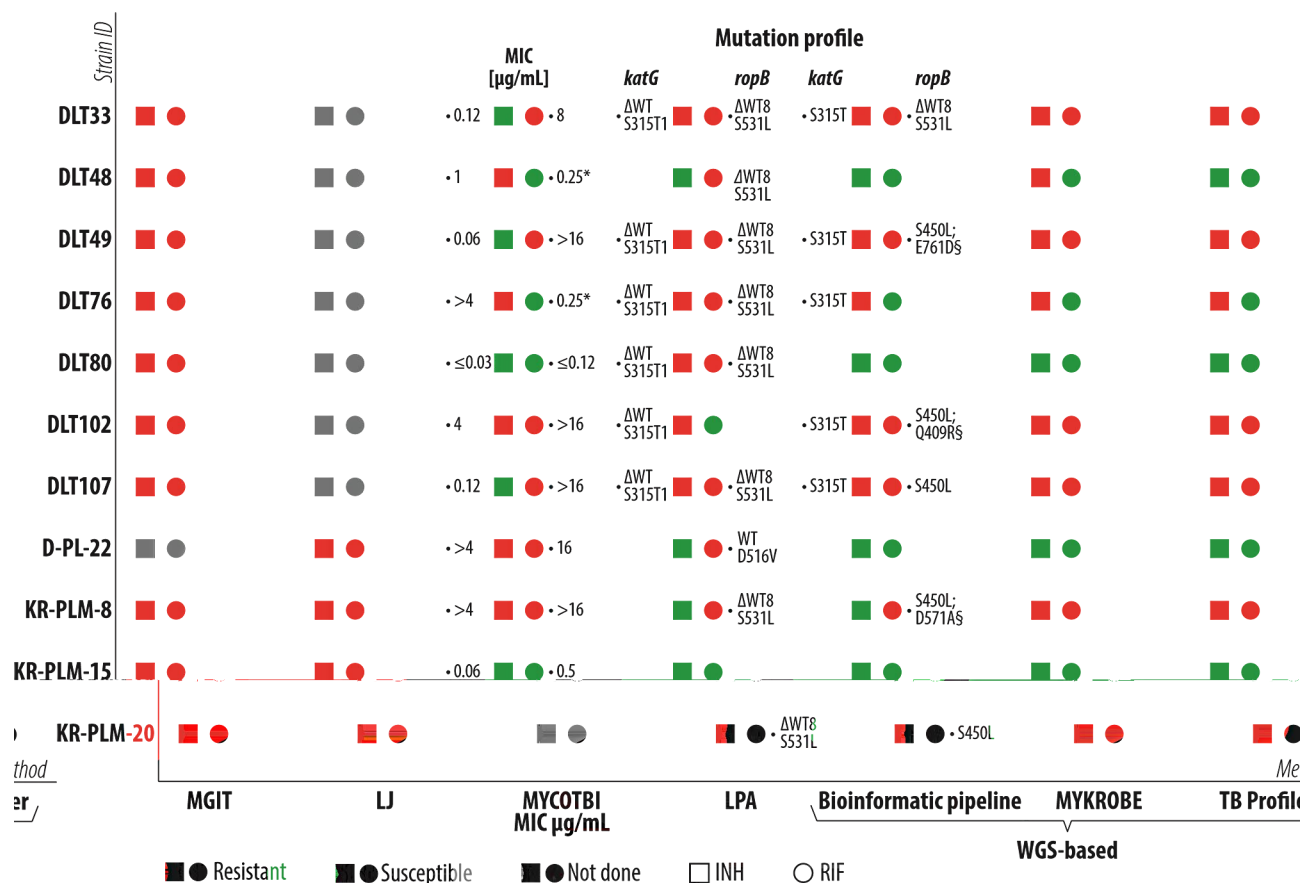 Strain ID
Mutation profile
MIC
[µg/mL]
katG
ropB
katG
ropB
DLT33
• 0.12
• 8
• ΔWT
S315T1
• ΔWT8
S531L
• S315T
• ΔWT8
S531L
DLT48
• 1
• 0.25*
ΔWT8
S531L
DLT49
• 0.06
• >16
• ΔWT
S315T1
• ΔWT8
S531L
• S315T
• S450L;
E761D§
DLT76
• >4
• 0.25*
• ΔWT
S315T1
• ΔWT8
S531L
• S315T
DLT80
• ≤0.03
• ≤0.12
• ΔWT
S315T1
• ΔWT8
S531L
DLT102
• 4
• >16
• ΔWT
S315T1
• S315T
• S450L;
Q409R§
DLT107
• 0.12
• >16
• ΔWT
S315T1
• ΔWT8
S531L
• S315T
• S450L
D-PL-22
• >4
• 16
• WT
D516V
KR-PLM-8
• >4
• >16
• ΔWT8
S531L
• S450L;
D571A§
KR-PLM-15
• 0.06
• 0.5
KR-PLM-20
• ΔWT8
S531L
• S450L
thod
Me
er
MGIT
LJ
MYCOTBI
MIC µg/mL
LPA
Bioinformatic pipeline
MYKROBE
TB Profile
WGS-based
Resistant
Susceptible
Not done
INH
RIF